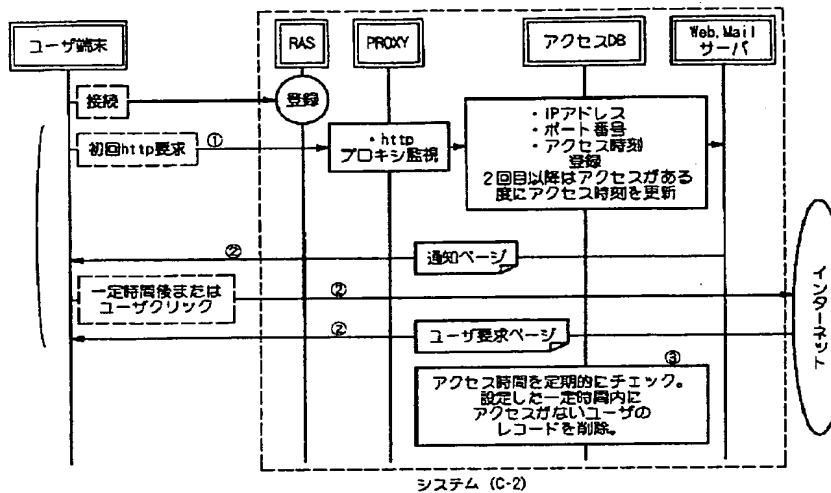 ユーザ端末
RAS
PROXY
アクセスDB
Web,Mail
サーバ
接続
登録
初回http要求
①
・http
プロキシ監視
・IPアドレス
・ポート番号
・アクセス時刻
登録
2回目以降はアクセスがある
度にアクセス時刻を更新
②
通知ページ
一定時間後または
ユーザクリック
②
インターネット
②
ユーザ要求ページ
③
アクセス時間を定期的にチェック。
設定した一定時間内に
アクセスがないユーザの
レコードを削除。
システム (C-2)